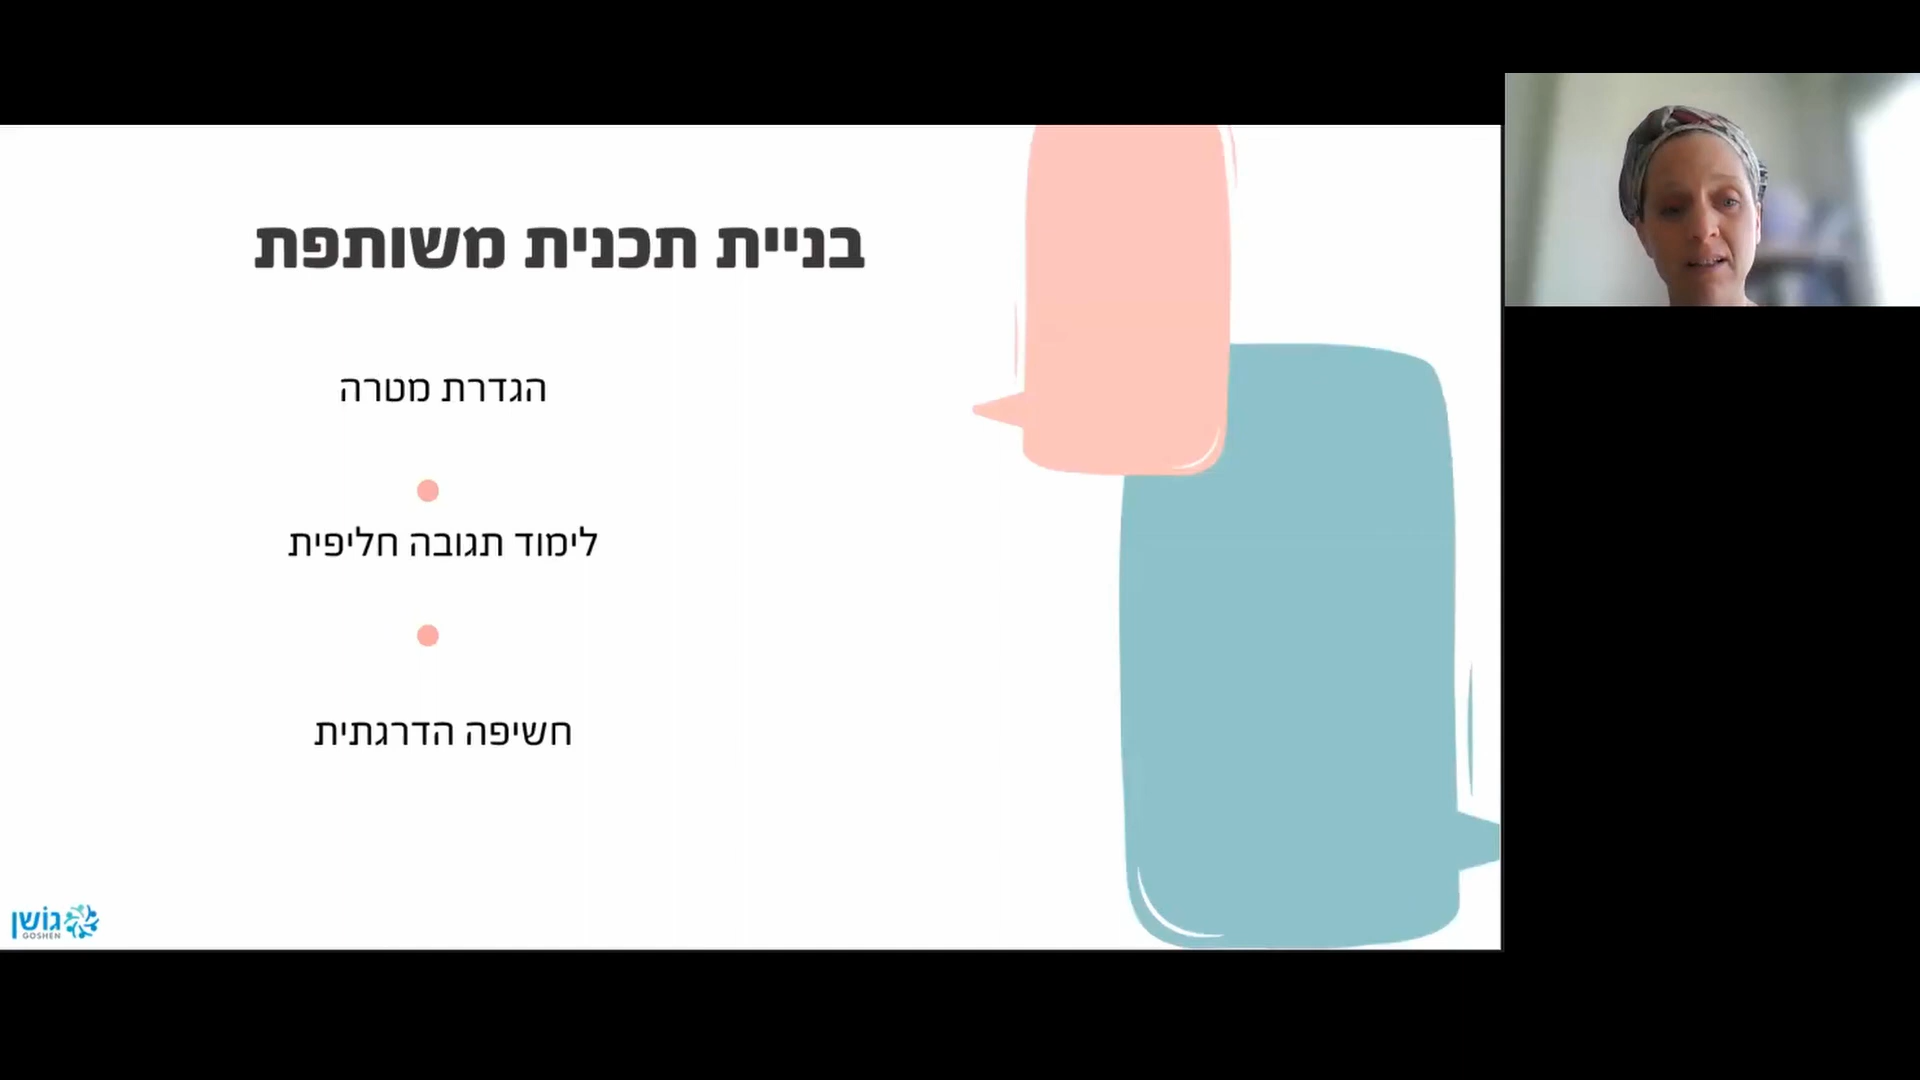 בניית תכנית משותפת
הגדרת מטרה
לימוד תגובה חליפית
חשיפה הדרגתית
גושן
GOSHEN